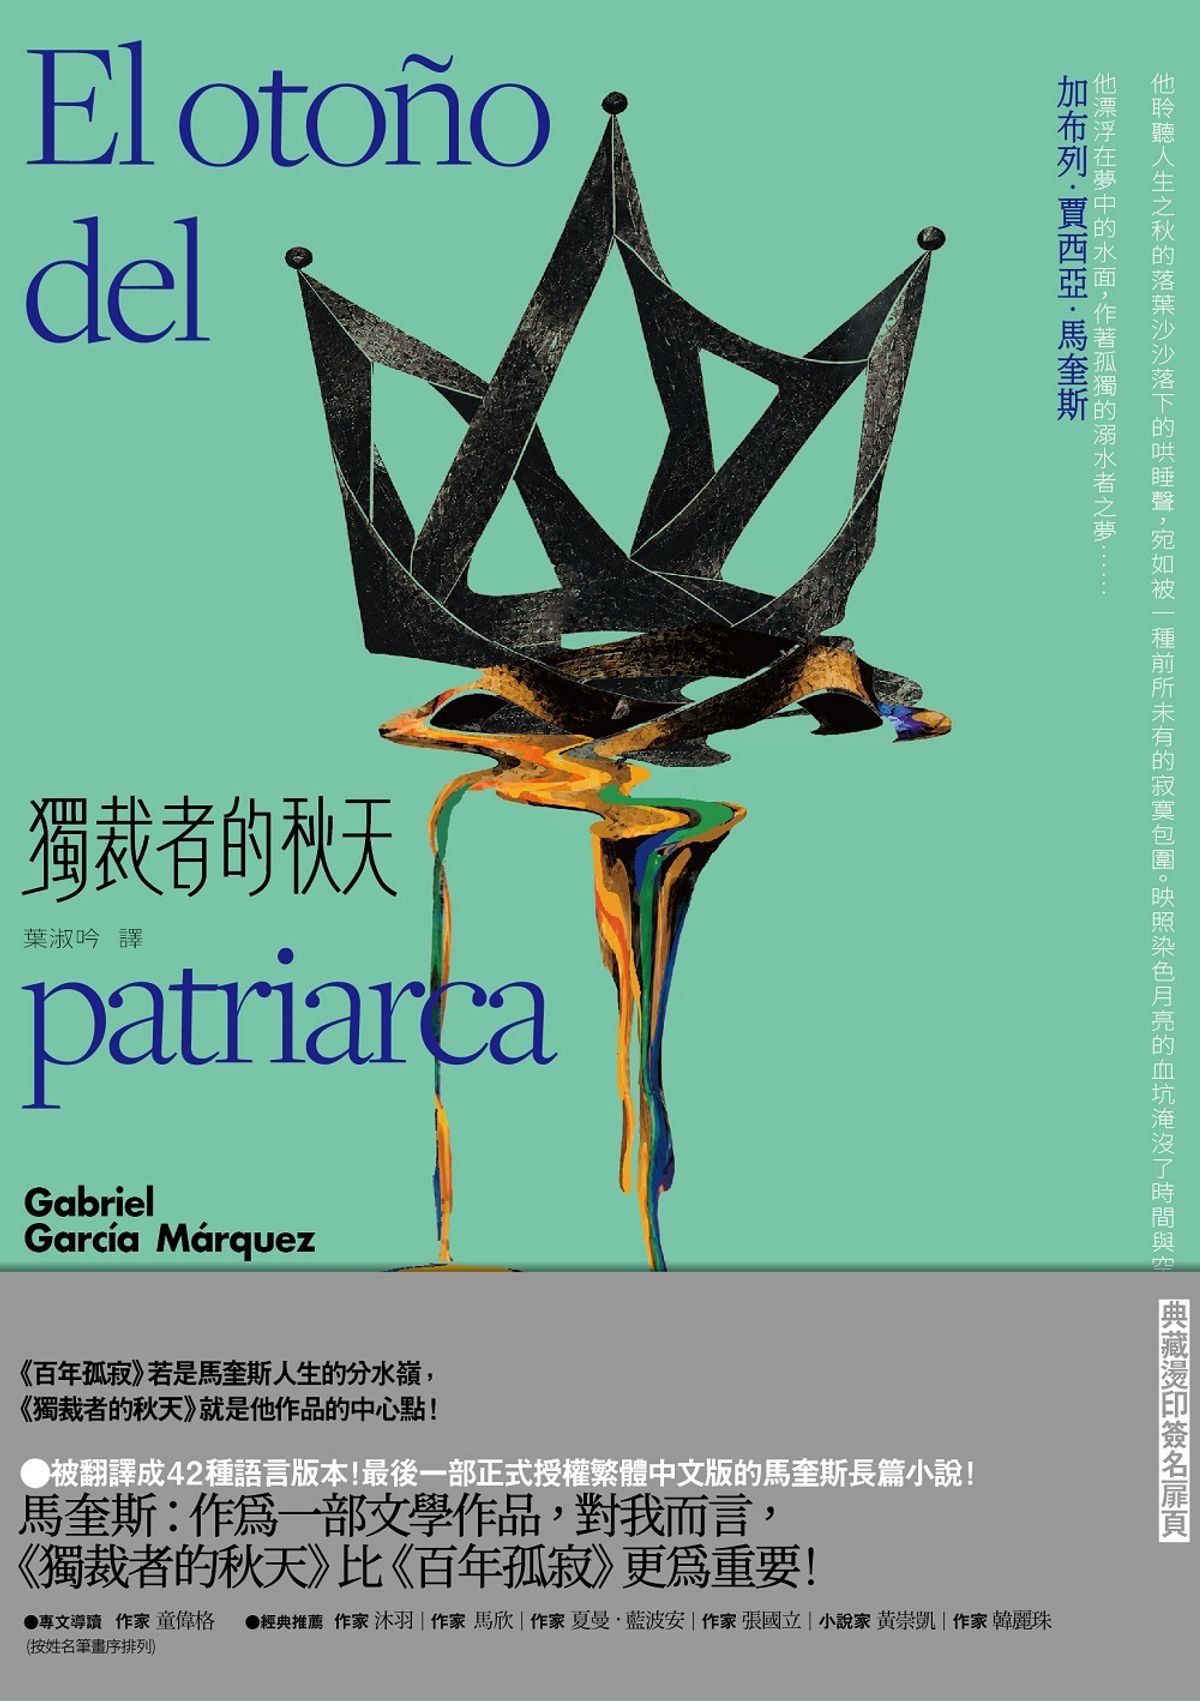 El otoño
del
他聆聽人生之秋的落葉沙沙落下的哄睡聲，宛如被一種前所未有的寂寞包圍。映照染色月亮的血坑淹沒了時間與
他漂浮在夢中的水面，作著孤獨的溺水者之夢……
加布列．賈西亞．馬奎斯
獨裁者的秋天
葉淑吟 譯
patriarca
Gabriel
García Márquez
典藏燙印簽名扉頁
《百年孤寂》若是馬奎斯人生的分水嶺，
《獨裁者的秋天》就是他作品的中心點！
●被翻譯成42種語言版本！最後一部正式授權繁體中文版的馬奎斯長篇小說！
馬奎斯：作爲一部文學作品，對我而言，
《獨裁者的秋天》比《百年孤寂》更爲重要！
●專文導讀 作家 童偉格 ●經典推薦 作家 沐羽｜作家 馬欣｜作家 夏曼．藍波安｜作家 張國立｜小說家 黃崇凱｜作家 韓麗珠
(按姓名筆畫序排列)